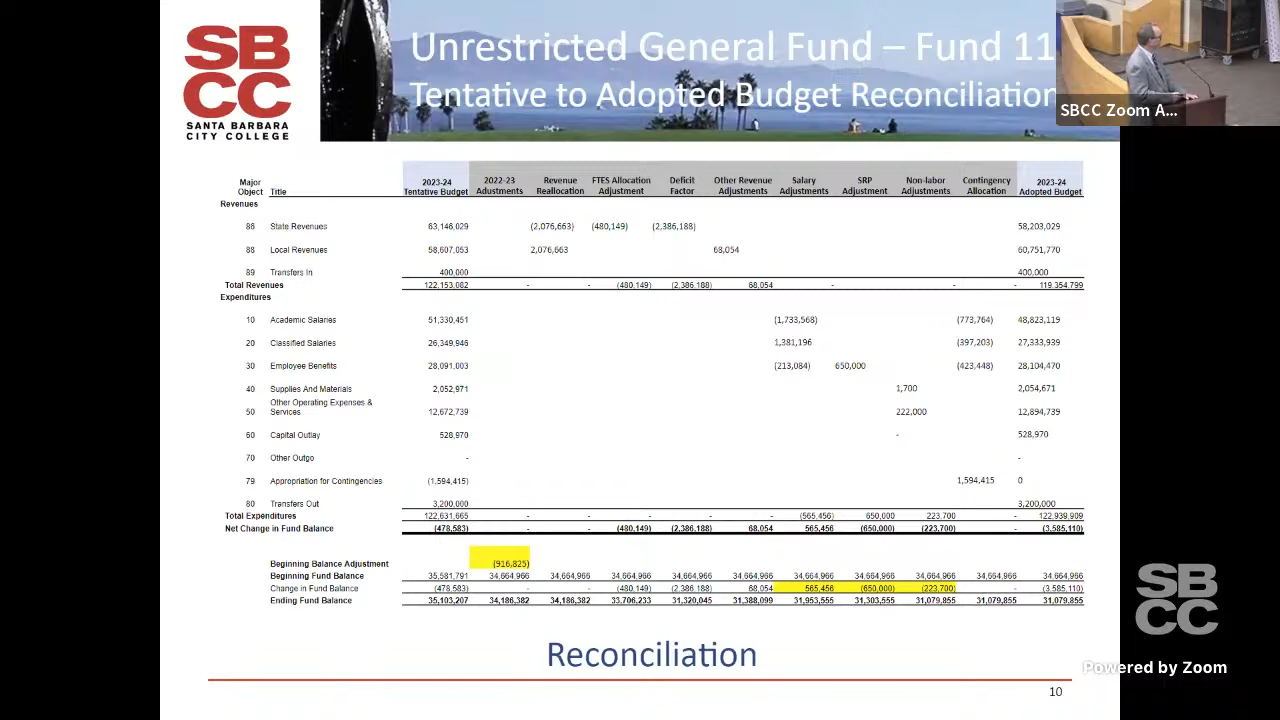 SB
CC
SANTA BARBARA
CITY COLLEGE
Unrestricted General Fund – Fund 11
Tentative to Adopted Budget Reconciliation
SBCC Zoom A...
Major Object Title 2023-24 Tentative Budget 2022-23 Adustments Revenue Reallocation FTES Allocation Adjustment Deficit Factor Other Revenue Adjustments Salary Adjustments SRP Adjustment Non-labor Adjustments Contingency Allocation 2023-24 Adopted Budget
Revenues
86 State Revenues 63,146,029 (2,076,663) (480,149) (2,386,188) 58,203,029
88 Local Revenues 58,607,053 2,076,663 68,054 60,751,770
89 Transfers In 400,000 400,000
Total Revenues 122,153,082 - - (480,149) (2,386,188) 68,054 - - - 119,354,799
Expenditures
10 Academic Salaries 51,330,451 (1,733,568) (773,764) 48,823,119
20 Classified Salaries 26,349,946 1,381,196 (397,203) 27,333,939
30 Employee Benefits 28,091,003 (213,084) 650,000 (423,448) 28,104,470
40 Supplies And Materials 2,052,971 1,700 2,054,671
50 Other Operating Expenses & Services 12,672,739 222,000 12,894,739
60 Capital Outlay 528,970 - 528,970
70 Other Outgo - -
79 Appropriation for Contingencies (1,594,415) 1,594,415 0
80 Transfers Out 3,200,000 3,200,000
Total Expenditures 122,631,665 - - - - - (565,456) 650,000 223,700 - 122,939,909
Net Change in Fund Balance (478,583) - - (480,149) (2,386,188) 68,054 565,456 (650,000) (223,700) - (3,585,110)
Beginning Balance Adjustment (916,825)
Beginning Fund Balance 35,581,791 34,664,966 34,664,966 34,664,966 34,664,966 34,664,966 34,664,966 34,664,966 34,664,966 34,664,966 34,664,966
Change in Fund Balance (478,583) - - (480,149) (2,386,188) 68,054 565,456 (650,000) (223,700) - (3,585,110)
Ending Fund Balance 35,103,207 34,186,382 34,186,382 33,706,233 31,320,045 31,388,099 31,953,555 31,303,555 31,079,855 31,079,855 31,079,855
Reconciliation
10
SB
CC
Powered by Zoom